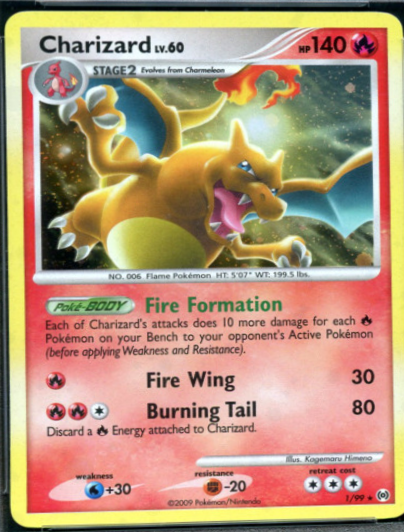 Charizard LV.60 HP 140
STAGE2 Evolves from Charmeleon
NO. 006 Flame Pokémon HT: 5'07" WT: 199.5 lbs.
Poké-BODY Fire Formation
Each of Charizard's attacks does 10 more damage for each
Pokémon on your Bench to your opponent's Active Pokémon
(before applying Weakness and Resistance).
Fire Wing 30
Burning Tail 80
Discard a Energy attached to Charizard.
Illus. Kagemaru Himeno
weakness resistance retreat cost
+30 -20
1/99
©2009 Pokémon/Nintendo